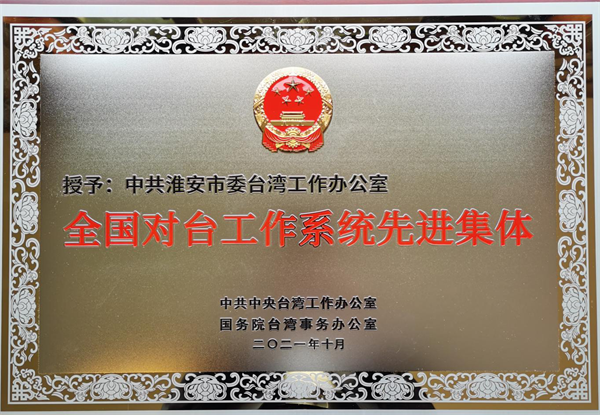 授予：中共淮安市委台湾工作办公室
全国对台工作系统先进集体
中共中央台湾工作办公室
国务院台湾事务办公室
二〇二一年十月